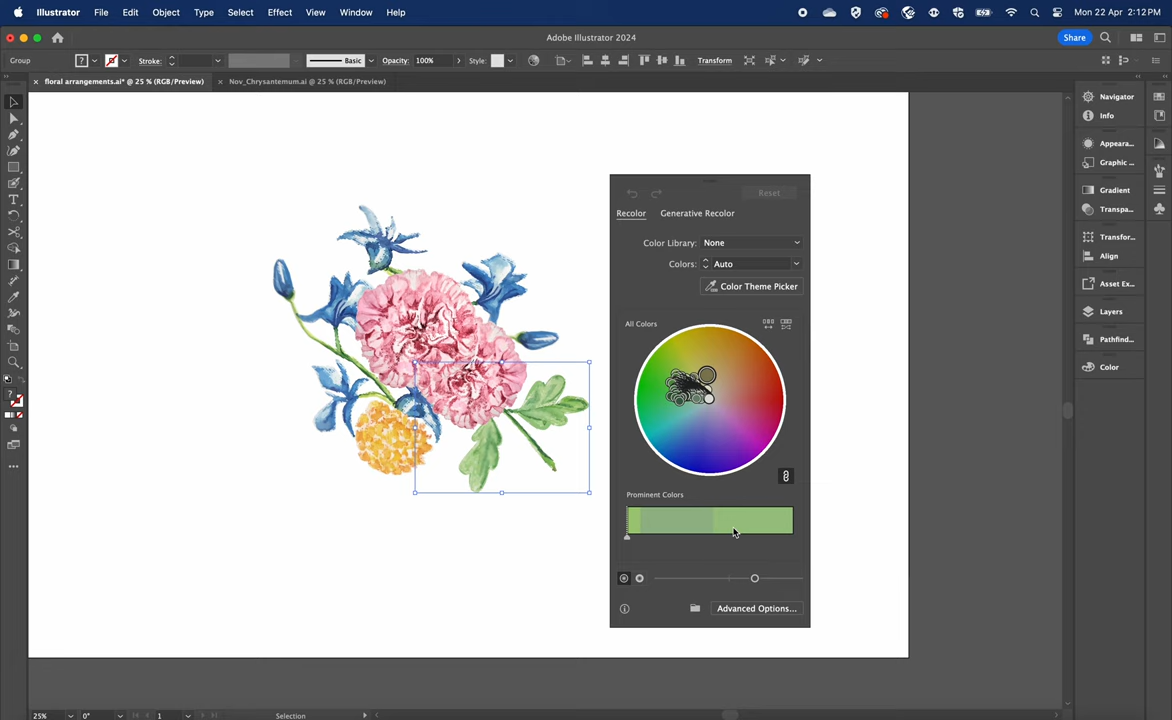 Illustrator File Edit Object Type Select Effect View Window Help Mon 22 Apr 2:12PM
Adobe Illustrator 2024 Share
Group ? Stroke: Basic Opacity: 100% Style: Transform
× floral arrangements.ai* @ 25 % (RGB/Preview) × Nov_Chrysantemum.ai @ 25 % (RGB/Preview)
Navigator
Info
Appeara...
Graphic ...
Gradient
Transpa...
Transfor...
Align
Asset Ex...
Layers
Pathfind...
Color
Reset
Recolor Generative Recolor
Color Library: None
Colors: Auto
Color Theme Picker
All Colors
Prominent Colors
Advanced Options...
?
25% 0° 1 Selection